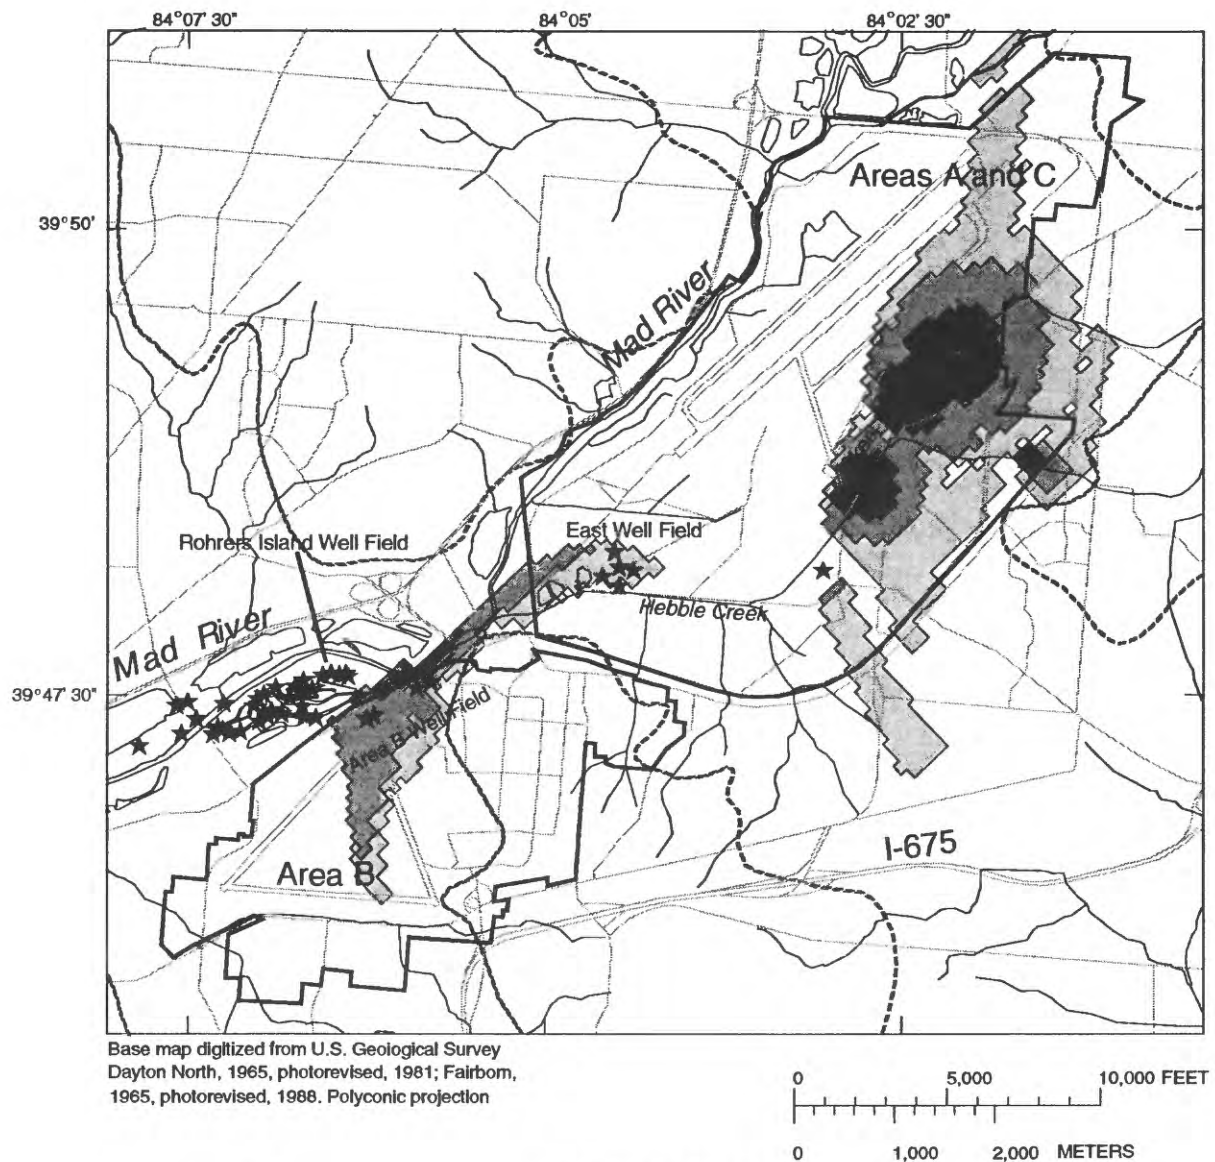 84°07' 30"
84°05'
84°02' 30"
Areas A and C
39°50'
Mad River
Rohrers Island Well Field
East Well Field
Hebble Creek
Mad River
39°47' 30"
Area B Well Field
I-675
Area B
Base map digitized from U.S. Geological Survey
Dayton North, 1965, photorevised, 1981; Fairborn,
1965, photorevised, 1988. Polyconic projection
0 5,000 10,000 FEET
0 1,000 2,000 METERS